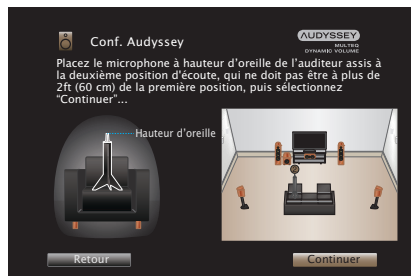 Conf. Audyssey
AUDYSSEY
MULTEQ
DYNAMIC VOLUME
Placez le microphone à hauteur d'oreille de l'auditeur assis à
la deuxième position d'écoute, qui ne doit pas être à plus de
2ft (60 cm) de la première position, puis sélectionnez
“Continuer”...
Hauteur d'oreille
Retour
Continuer